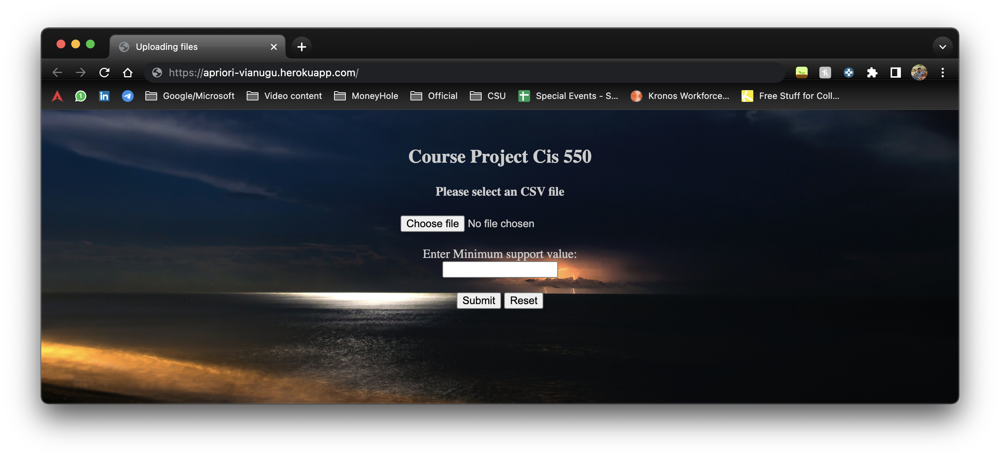 Uploading files
https://apriori-vianugu.herokuapp.com/
1 in Google/Microsoft Video content MoneyHole Official CSU Special Events - S... Kronos Workforce... Free Stuff for Coll...
Course Project Cis 550
Please select an CSV file
Choose file No file chosen
Enter Minimum support value:
Submit Reset